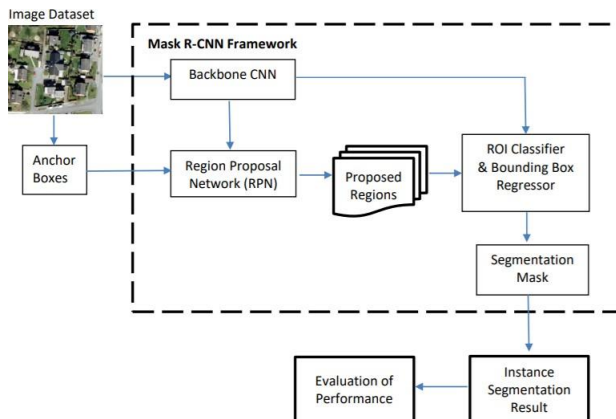 Image Dataset
Mask R-CNN Framework
Backbone CNN
Anchor
Boxes
Region Proposal
Network (RPN)
Proposed
Regions
ROI Classifier
& Bounding Box
Regressor
Segmentation
Mask
Evaluation of
Performance
Instance
Segmentation
Result